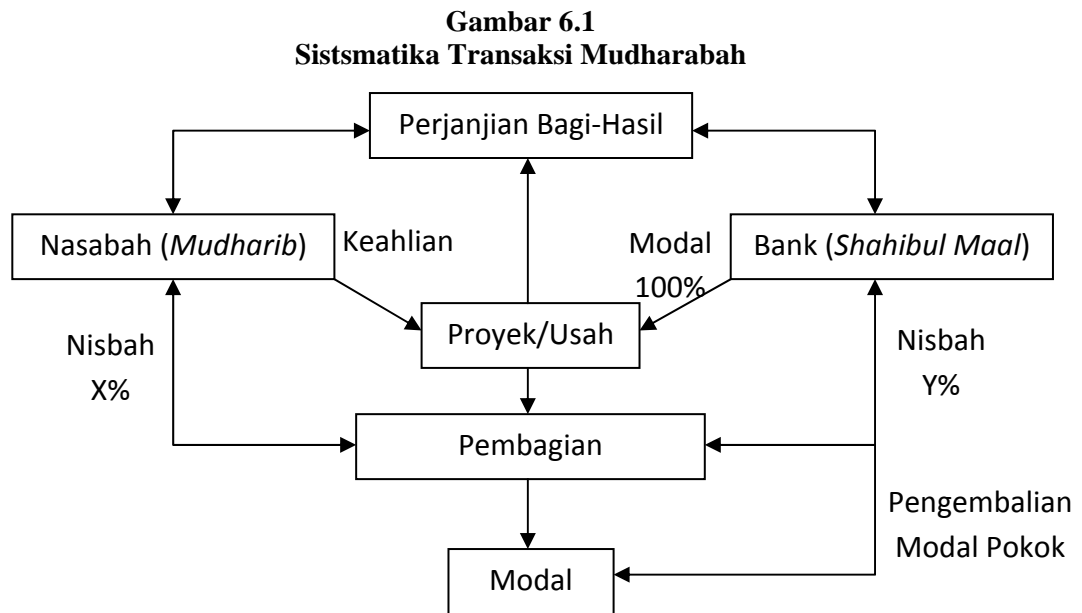 Gambar 6.1
Sistsmatika Transaksi Mudharabah
Perjanjian Bagi-Hasil
Nasabah (Mudharib)
Keahlian
Modal
100%
Bank (Shahibul Maal)
Proyek/Usah
Nisbah
X%
Nisbah
Y%
Pembagian
Pengembalian
Modal Pokok
Modal